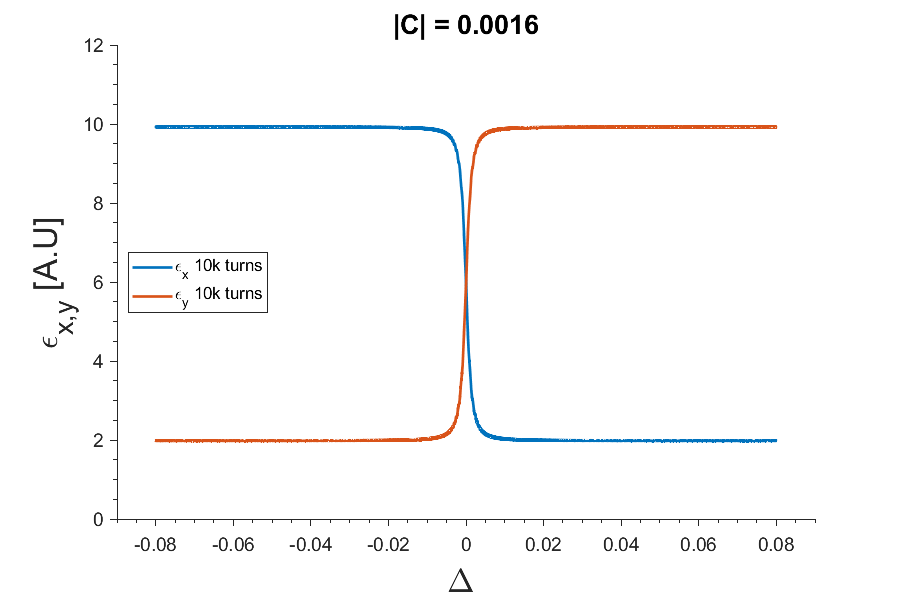 |C| = 0.0016
12
10
8
6
4
2
0
ϵx,y [A.U]
ϵx 10k turns
ϵy 10k turns
-0.08 -0.06 -0.04 -0.02 0 0.02 0.04 0.06 0.08
Δ